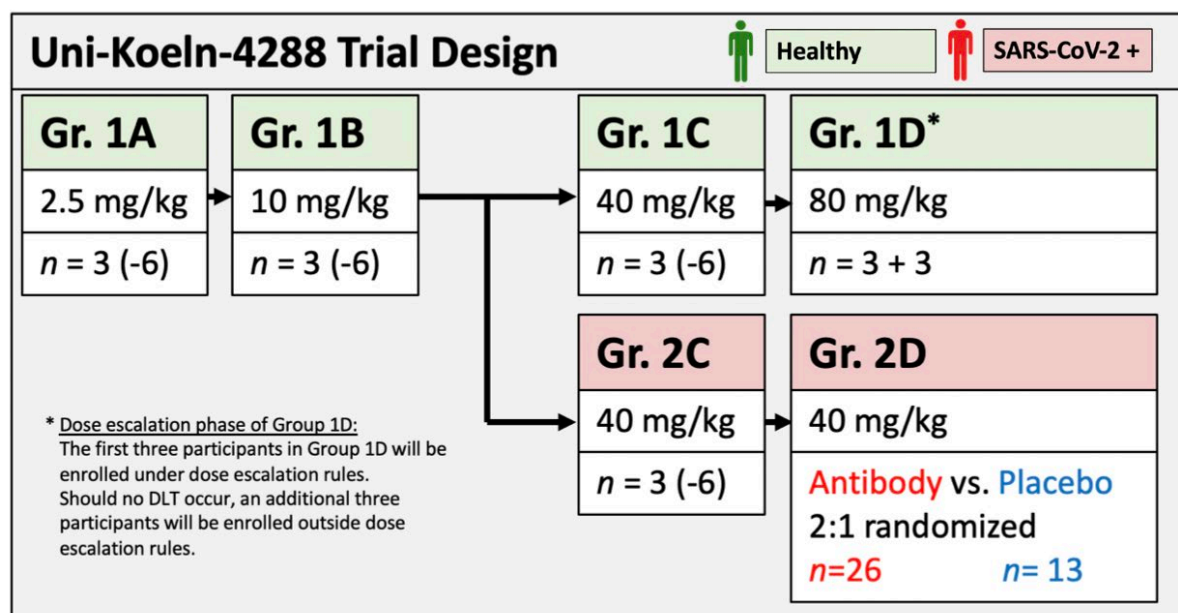 Uni-Koeln-4288 Trial Design
Healthy
SARS-CoV-2 +
Gr. 1A
2.5 mg/kg
n = 3 (-6)
Gr. 1B
10 mg/kg
n = 3 (-6)
Gr. 1C
40 mg/kg
n = 3 (-6)
Gr. 1D*
80 mg/kg
n = 3 + 3
Gr. 2C
40 mg/kg
n = 3 (-6)
Gr. 2D
40 mg/kg
Antibody vs. Placebo
2:1 randomized
n=26 n= 13
* Dose escalation phase of Group 1D:
The first three participants in Group 1D will be
enrolled under dose escalation rules.
Should no DLT occur, an additional three
participants will be enrolled outside dose
escalation rules.